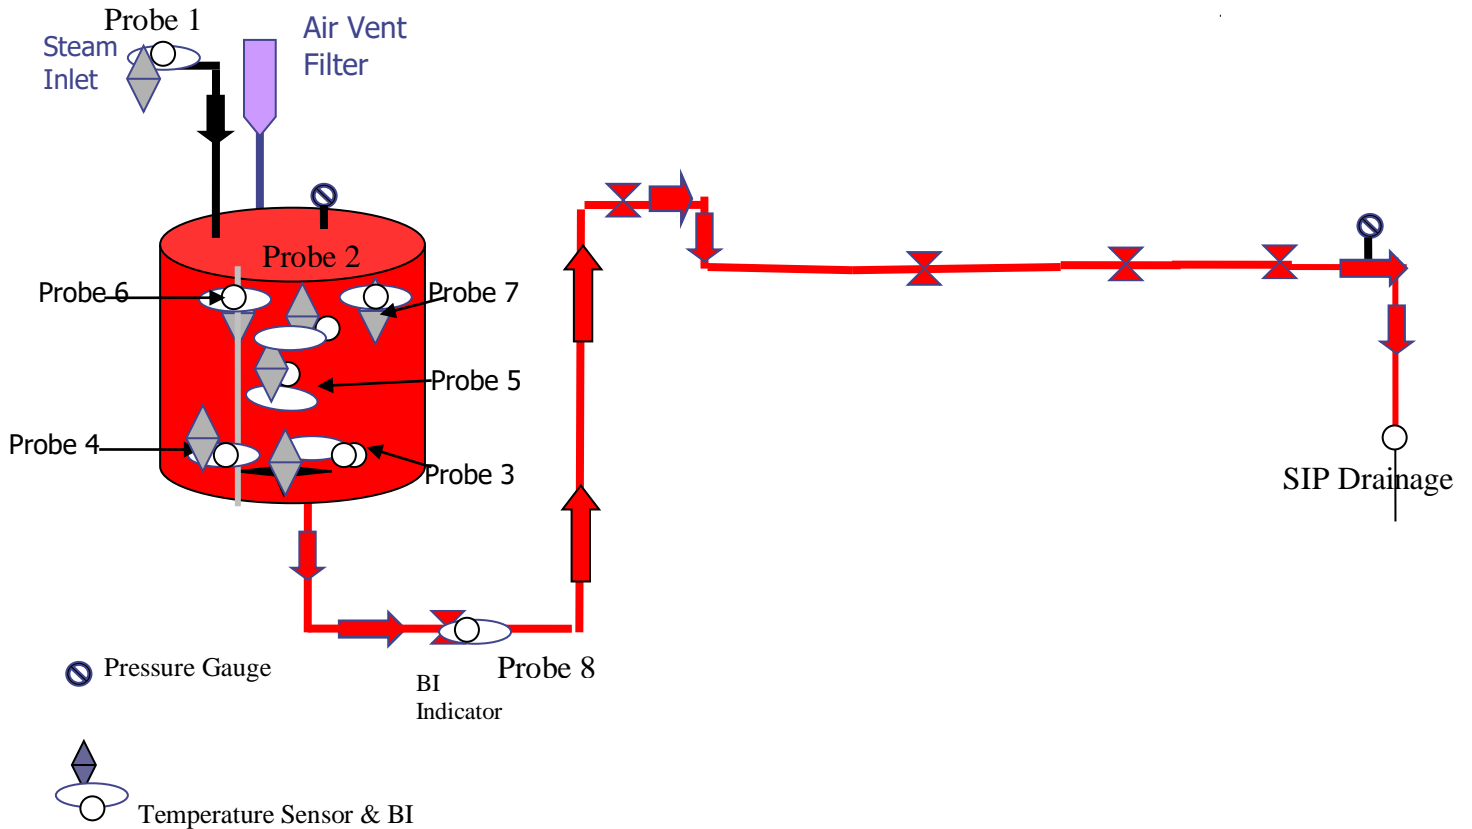 Probe 1
Steam
Inlet
Air Vent
Filter
Probe 2
Probe 6
Probe 7
Probe 5
Probe 4
Probe 3
SIP Drainage
Probe 8
Pressure Gauge
BI
Indicator
Temperature Sensor & BI